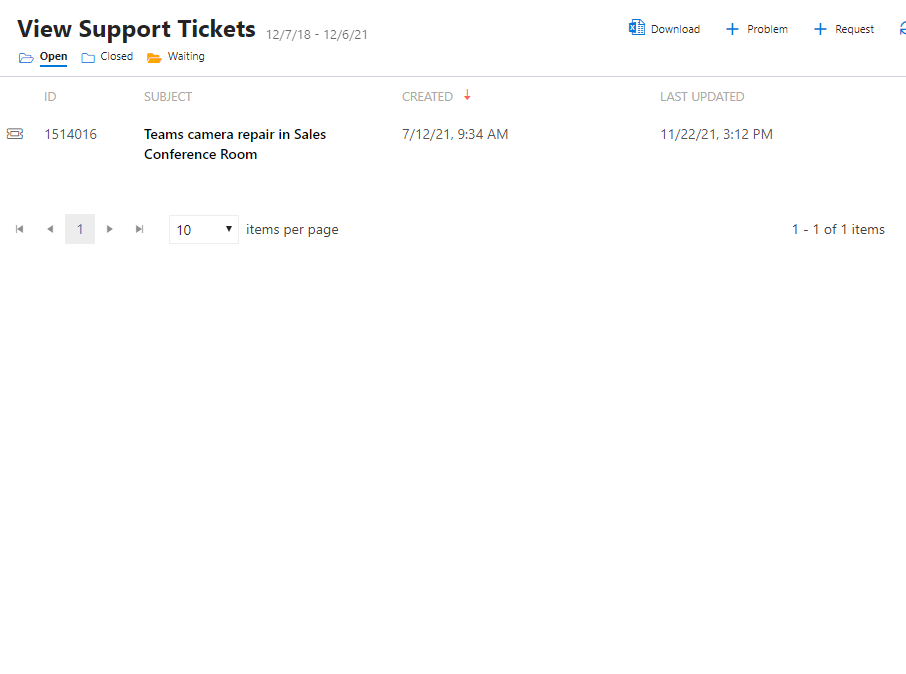 View Support Tickets 12/7/18 - 12/6/21 Download + Problem + Request
Open Closed Waiting
ID SUBJECT CREATED LAST UPDATED
1514016 Teams camera repair in Sales 7/12/21, 9:34 AM 11/22/21, 3:12 PM
Conference Room
1 10 items per page 1 - 1 of 1 items